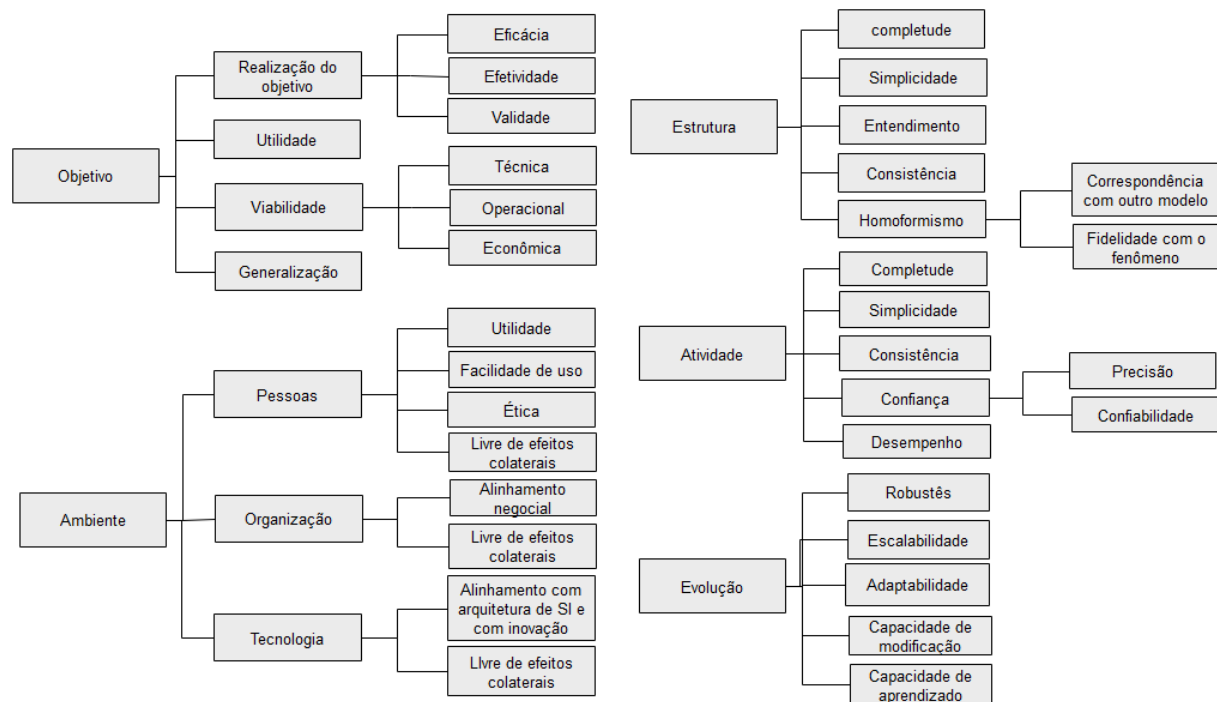 Objetivo
Realização do
objetivo
Eficácia
Efetividade
Validade
Utilidade
Viabilidade
Técnica
Operacional
Econômica
Generalização
Ambiente
Pessoas
Utilidade
Facilidade de uso
Ética
Livre de efeitos
colaterais
Organização
Alinhamento
negocial
Livre de efeitos
colaterais
Tecnologia
Alinhamento com
arquitetura de SI e
com inovação
LIvre de efeitos
colaterais
Estrutura
completude
Simplicidade
Entendimento
Consistência
Homoformismo
Correspondência
com outro modelo
Fidelidade com o
fenômeno
Atividade
Completude
Simplicidade
Consistência
Confiança
Precisão
Confiabilidade
Desempenho
Evolução
Robustês
Escalabilidade
Adaptabilidade
Capacidade de
modificação
Capacidade de
aprendizado